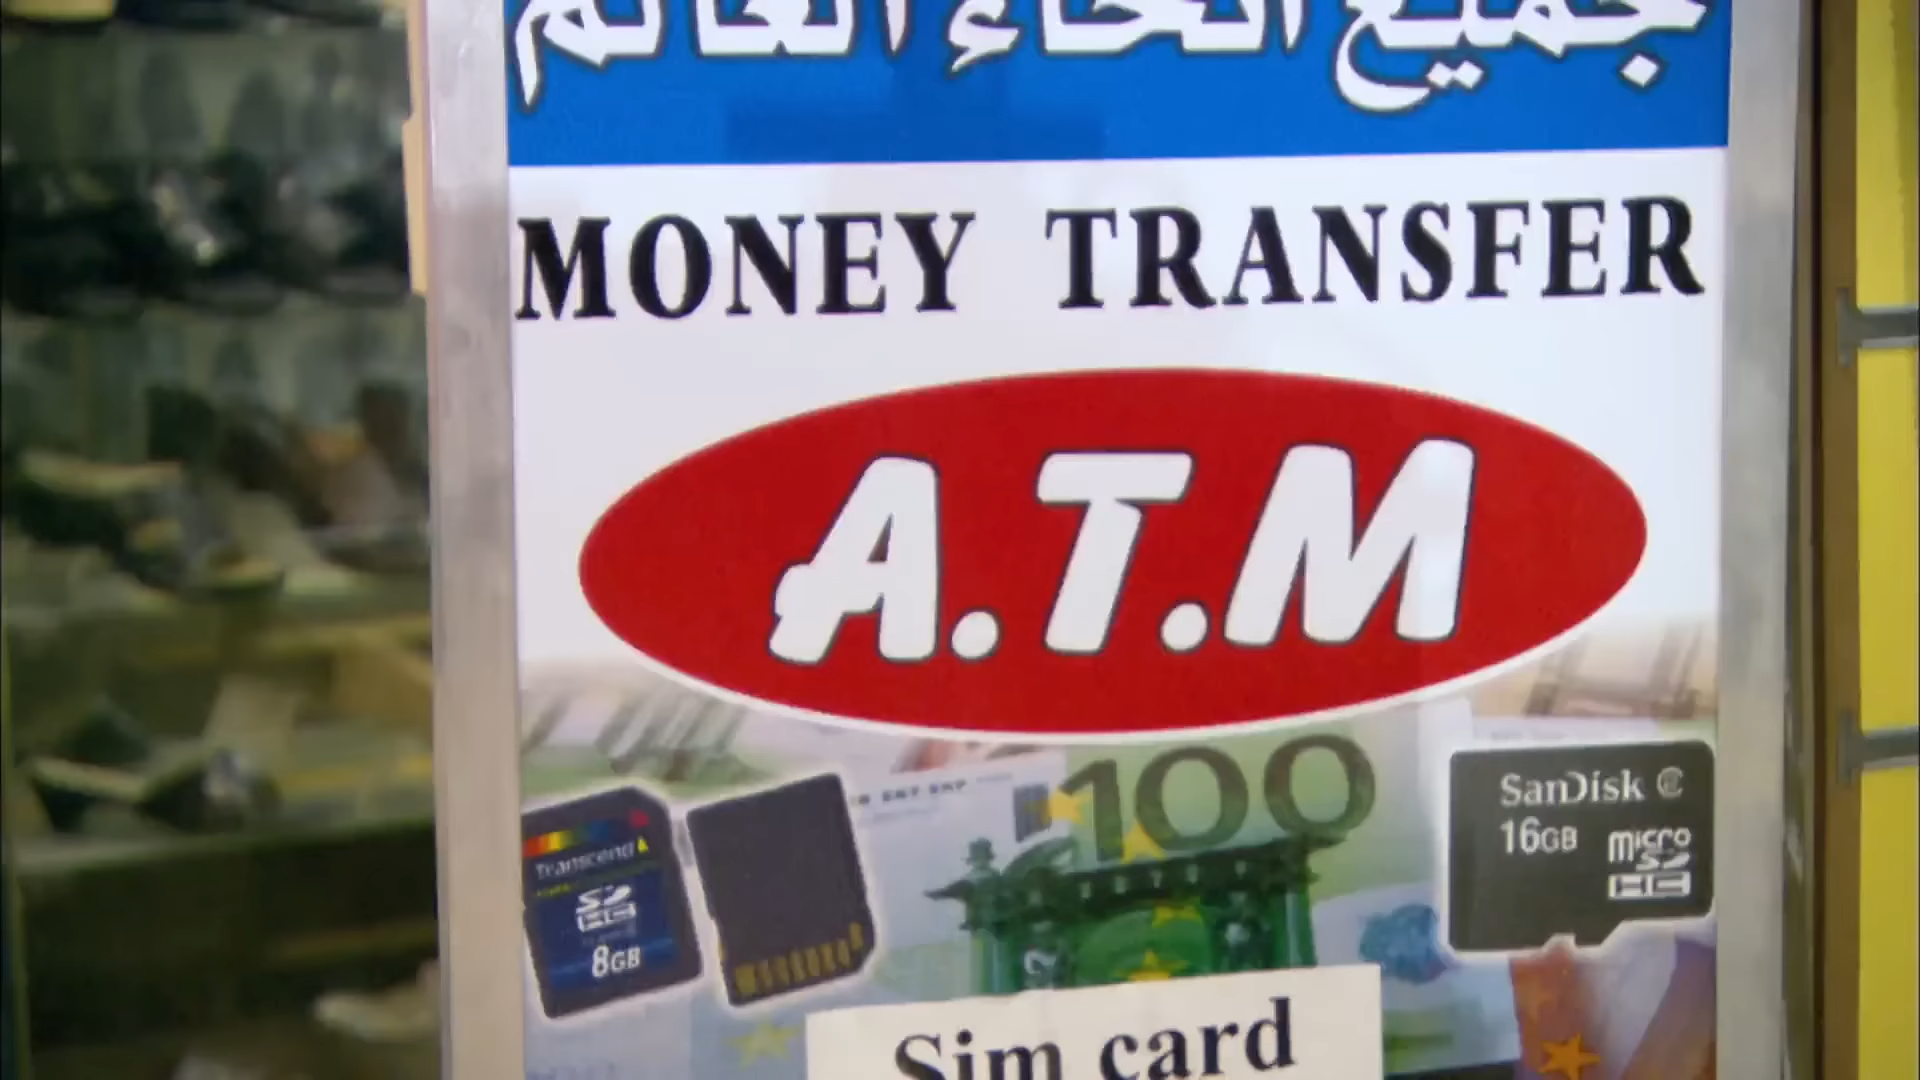 جميع انحاء العالم
MONEY TRANSFER
A.T.M
100
SanDisk
16GB
micro
SD
HC
Transcend
SD
HC
8GB
Sim card